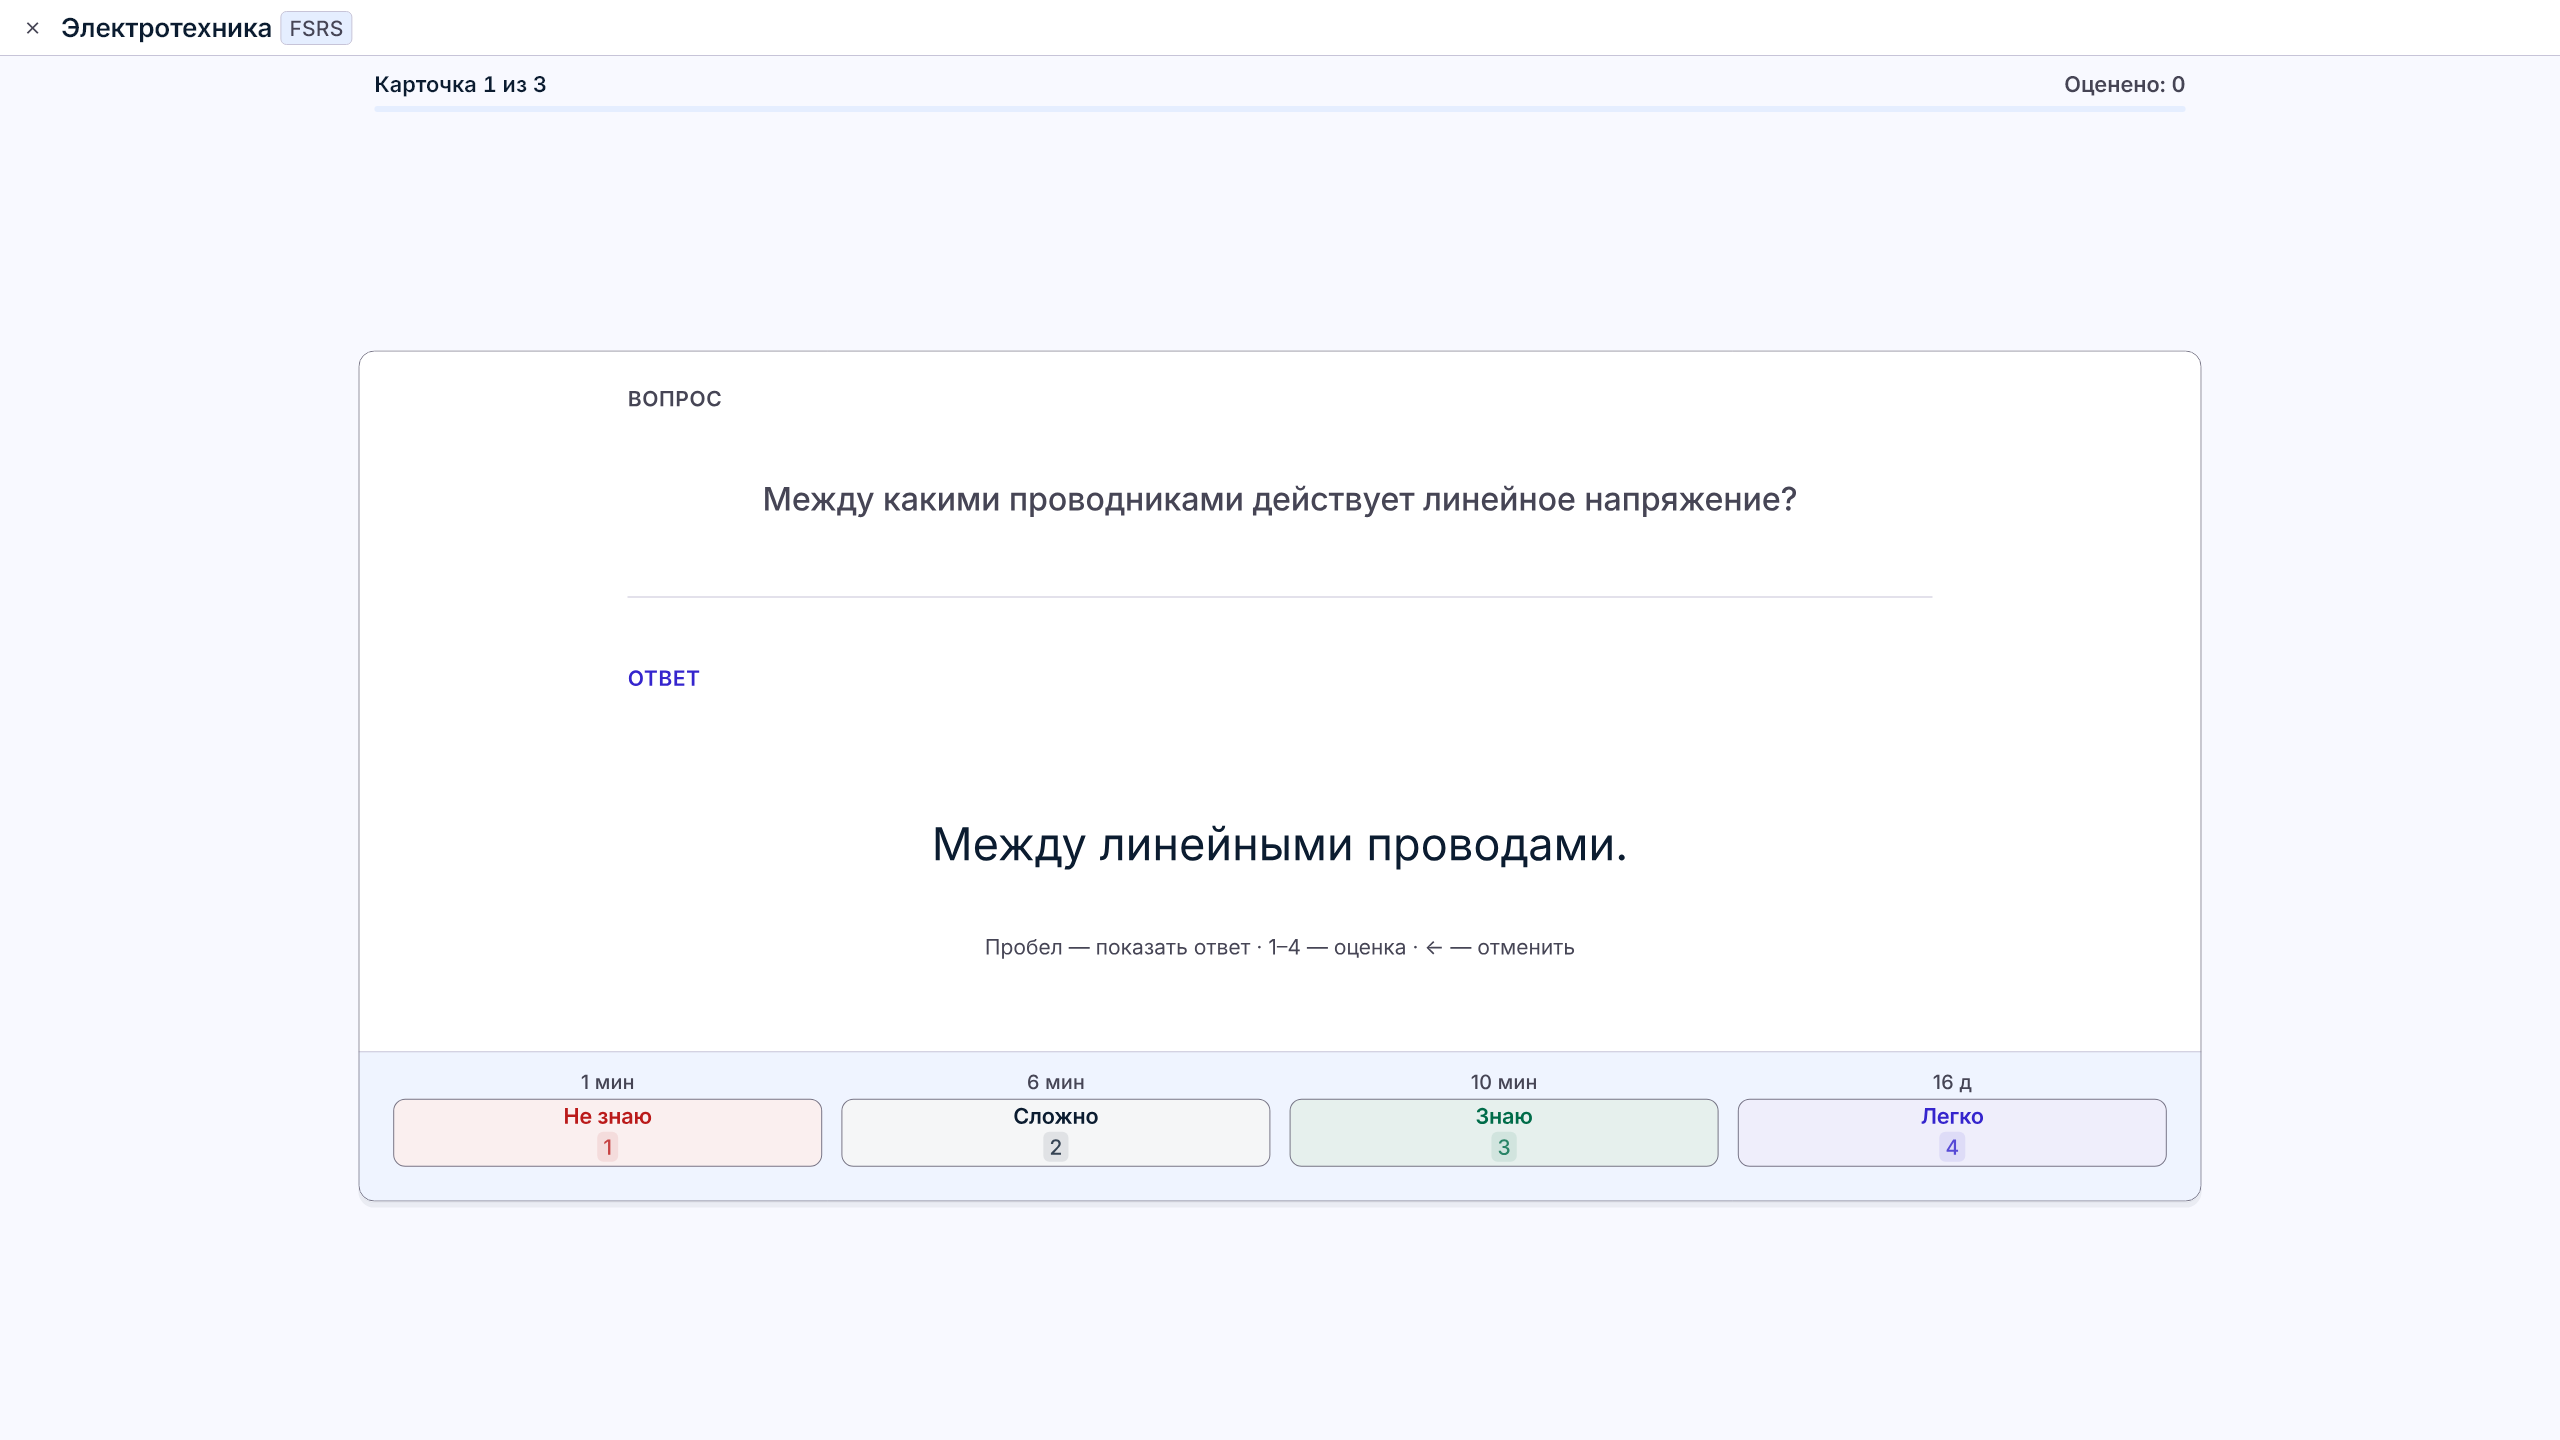 × Электротехника FSRS
Карточка 1 из 3
Оценено: 0
ВОПРОС
Между какими проводниками действует линейное напряжение?
ОТВЕТ
Между линейными проводами.
Пробел — показать ответ · 1–4 — оценка · ← — отменить
1 мин
Не знаю
1
6 мин
Сложно
2
10 мин
Знаю
3
16 д
Легко
4